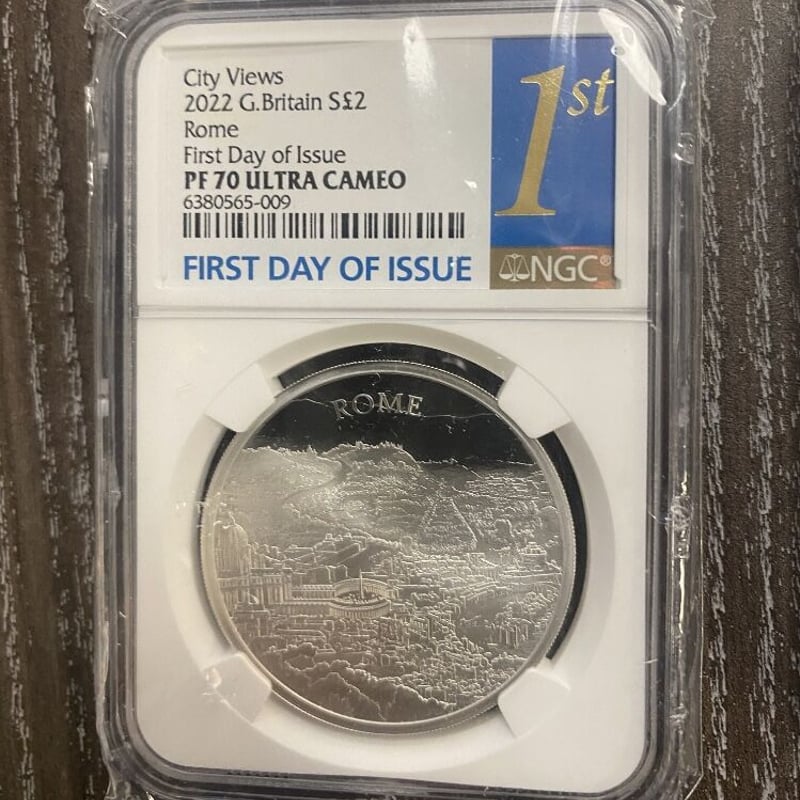 City Views
2022 G.Britain S£2
Rome
First Day of Issue
PF 70 ULTRA CAMEO
6380565-009
FIRST DAY OF ISSUE
1st
NGC®
ROME